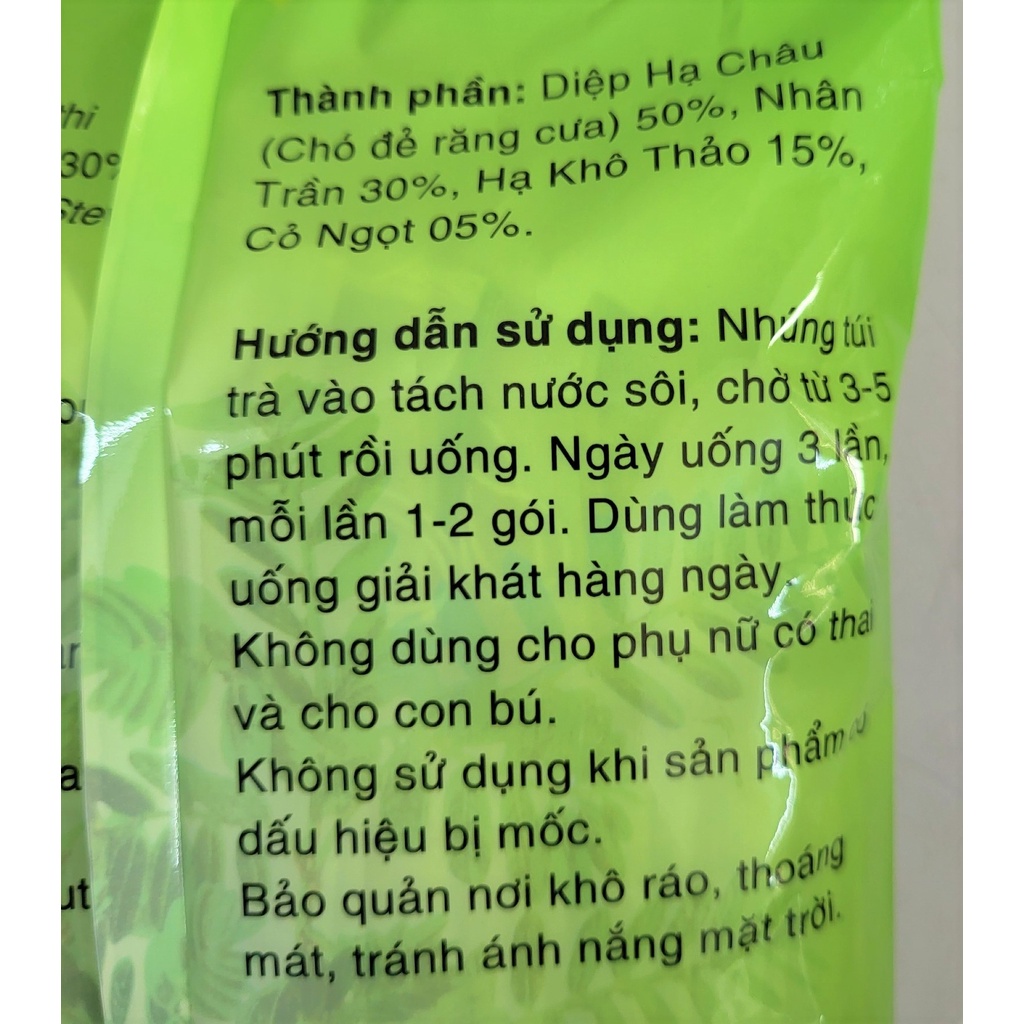 Thành phần: Diệp Hạ Châu
(Chó đẻ răng cưa) 50%, Nhân
Trần 30%, Hạ Khô Thảo 15%,
Cỏ Ngọt 05%.
Hướng dẫn sử dụng: Nhúng túi
trà vào tách nước sôi, chờ từ 3-5
phút rồi uống. Ngày uống 3 lần,
mỗi lần 1-2 gói. Dùng làm thức
uống giải khát hàng ngày.
Không dùng cho phụ nữ có thai
và cho con bú.
Không sử dụng khi sản phẩm
dấu hiệu bị mốc.
Bảo quản nơi khô ráo, thoáng
mát, tránh ánh nắng mặt trời.